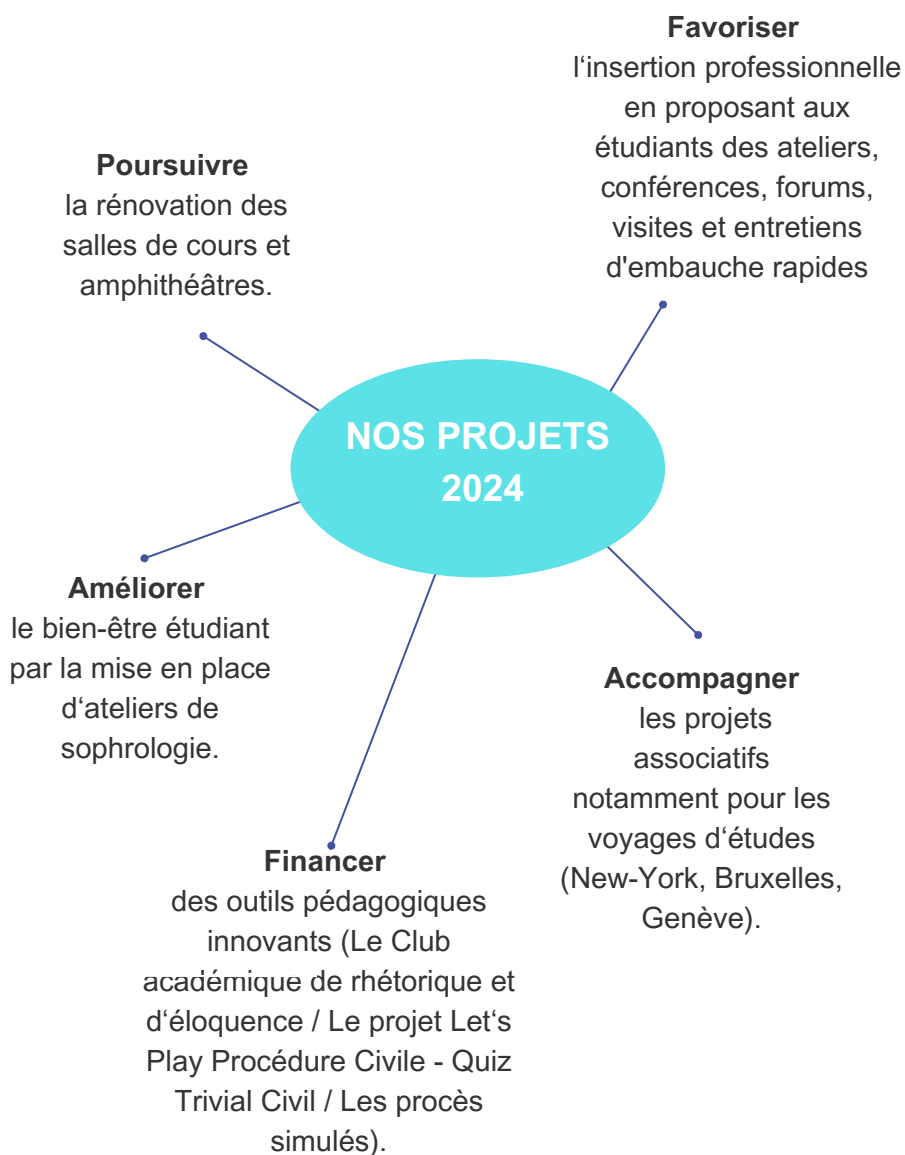 Favoriser
l‘insertion professionnelle
en proposant aux
étudiants des ateliers,
conférences, forums,
visites et entretiens
d'embauche rapides
Poursuivre
la rénovation des
salles de cours et
amphithéâtres.
NOS PROJETS
2024
Améliorer
le bien-être étudiant
par la mise en place
d‘ateliers de
sophrologie.
Accompagner
les projets
associatifs
notamment pour les
voyages d‘études
(New-York, Bruxelles,
Genève).
Financer
des outils pédagogiques
innovants (Le Club
académique de rhétorique et
d‘éloquence / Le projet Let‘s
Play Procédure Civile - Quiz
Trivial Civil / Les procès
simulés).